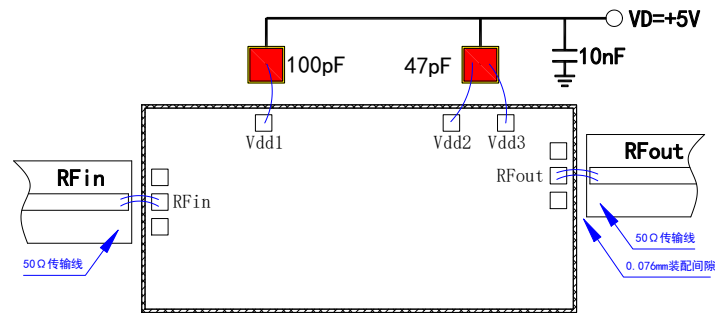 VD=+5V
100pF
47pF
10nF
Vdd1
Vdd2
Vdd3
RFin
RFout
RFout
RFin
50Ω传输线
50Ω传输线
0.076mm装配间隙